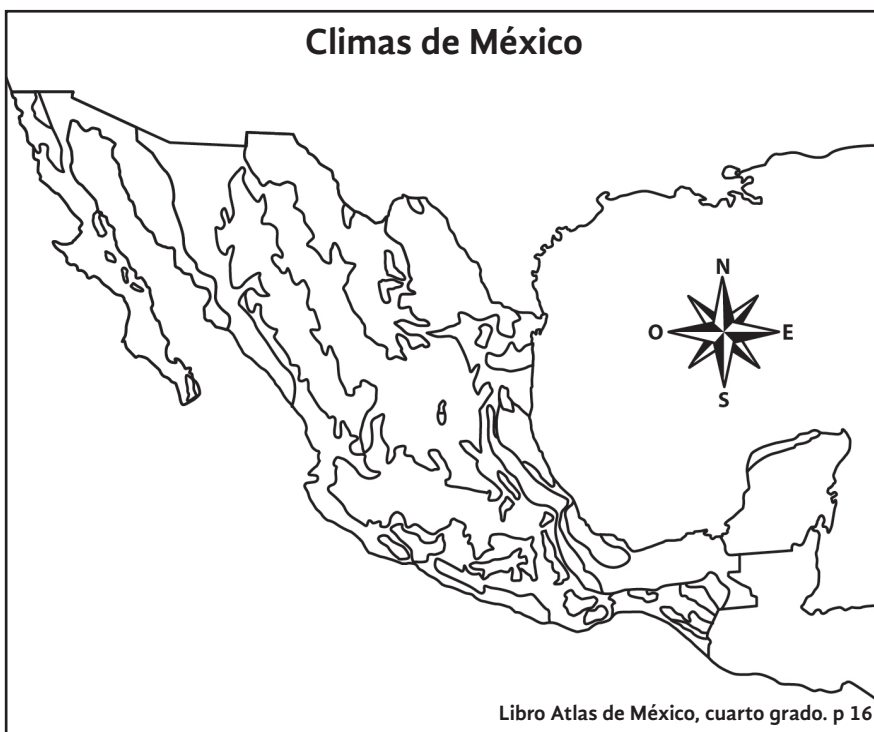 Climas de México
N
O E
S
Libro Atlas de México, cuarto grado. p 16